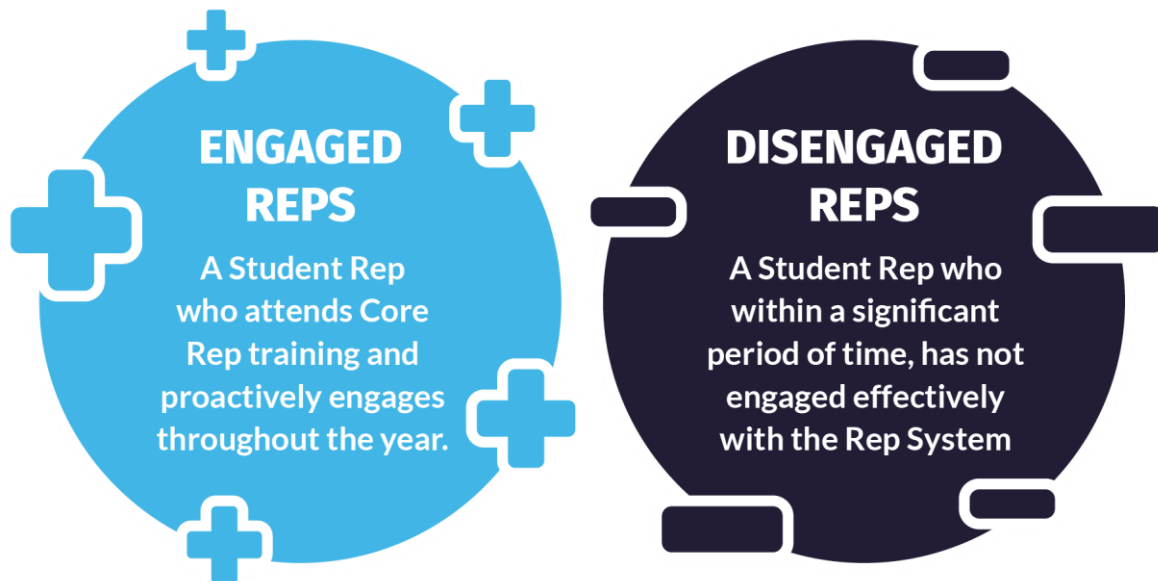 ENGAGED
REPS
A Student Rep
who attends Core
Rep training and
proactively engages
throughout the year.
DISENGAGED
REPS
A Student Rep who
within a significant
period of time, has not
engaged effectively
with the Rep System